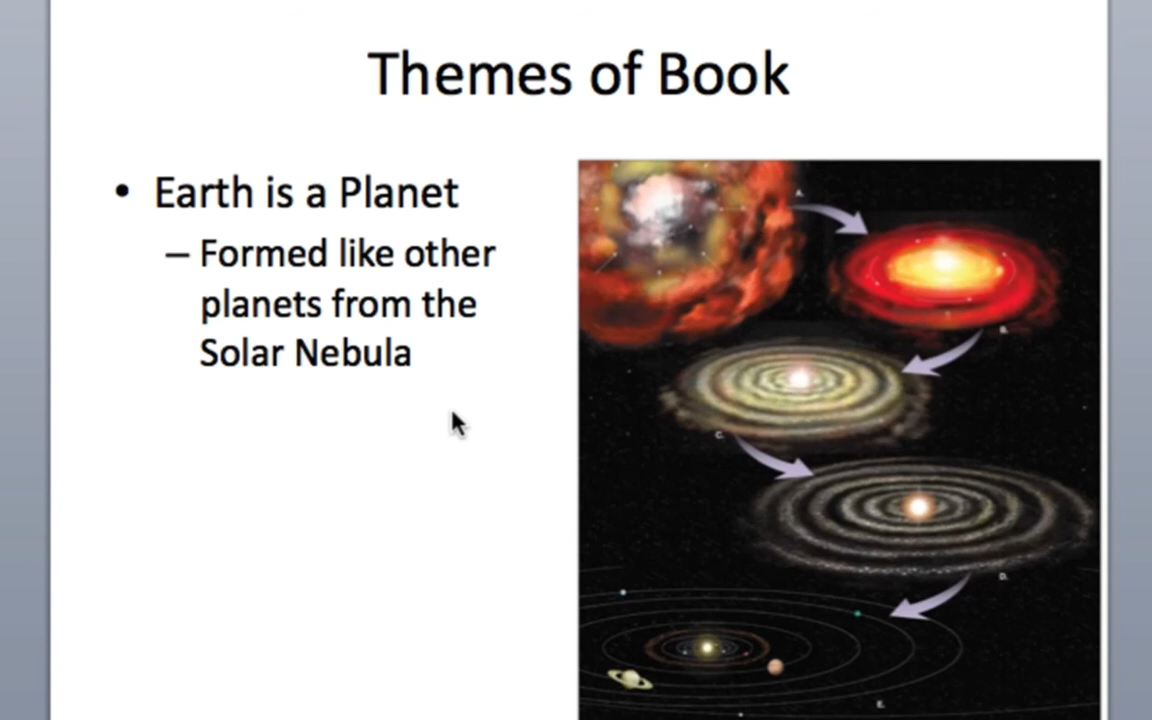 Themes of Book
• Earth is a Planet
– Formed like other
planets from the
Solar Nebula
A.
B.
C.
D.
E.